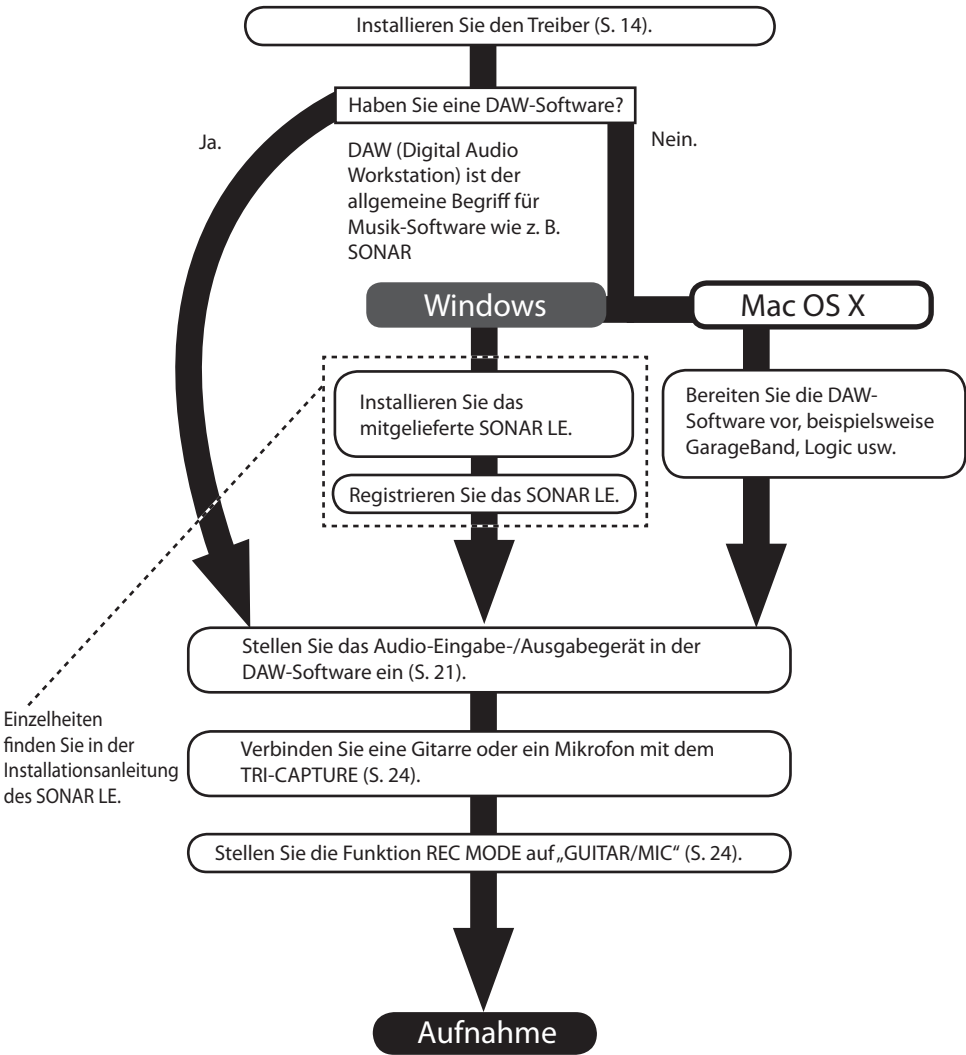 Installieren Sie den Treiber (S. 14).
Haben Sie eine DAW-Software?
Ja.
Nein.
DAW (Digital Audio
Workstation) ist der
allgemeine Begriff für
Musik-Software wie z. B.
SONAR
Windows
Mac OS X
Installieren Sie das
mitgelieferte SONAR LE.
Registrieren Sie das SONAR LE.
Bereiten Sie die DAW-
Software vor, beispielsweise
GarageBand, Logic usw.
Stellen Sie das Audio-Eingabe-/Ausgabegerät in der
DAW-Software ein (S. 21).
Einzelheiten
finden Sie in der
Installationsanleitung
des SONAR LE.
Verbinden Sie eine Gitarre oder ein Mikrofon mit dem
TRI-CAPTURE (S. 24).
Stellen Sie die Funktion REC MODE auf „GUITAR/MIC“ (S. 24).
Aufnahme